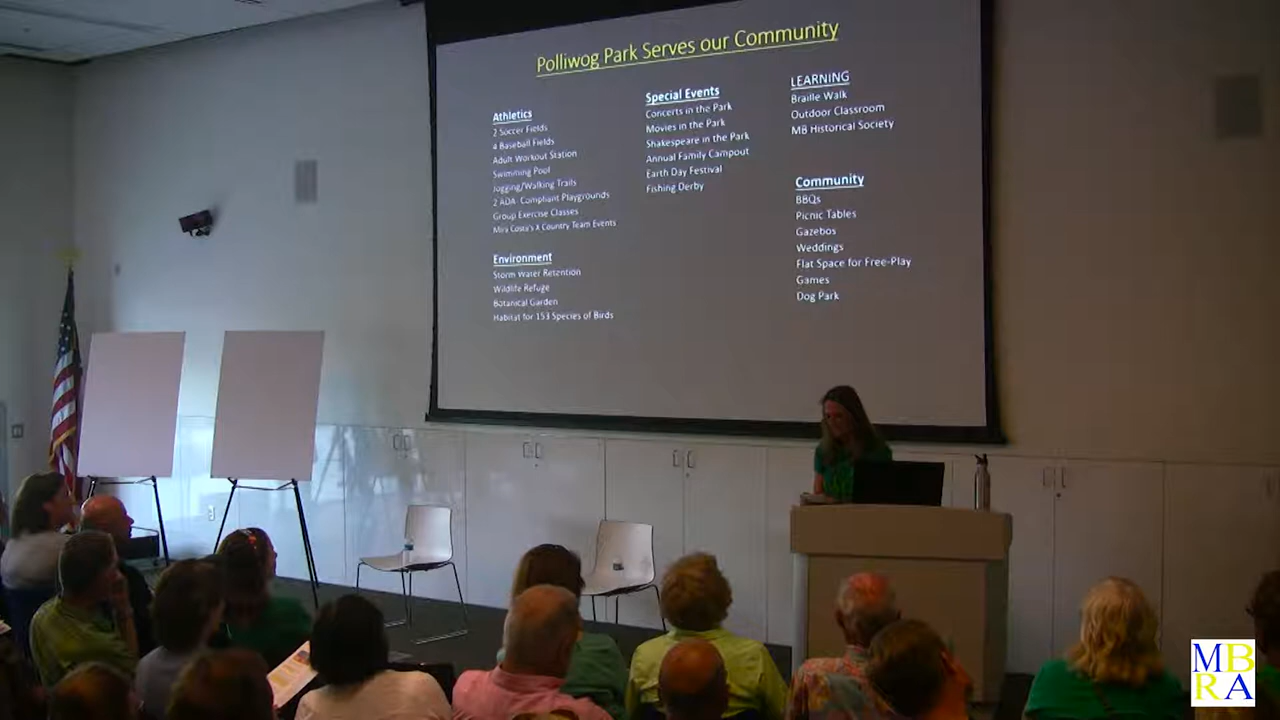 Polliwog Park Serves our Community
Athletics
2 Soccer Fields
4 Baseball Fields
Adult Workout Station
Swimming Pool
Jogging/Walking Trails
2 ADA Compliant Playgrounds
Group Exercise Classes
Mira Costa's X Country Team Events
Environment
Storm Water Retention
Wildlife Refuge
Botanical Garden
Habitat for 153 Species of Birds
Special Events
Concerts in the Park
Movies in the Park
Shakespeare in the Park
Annual Family Campout
Earth Day Festival
Fishing Derby
LEARNING
Braille Walk
Outdoor Classroom
MB Historical Society
Community
BBQs
Picnic Tables
Gazebos
Weddings
Flat Space for Free-Play
Games
Dog Park
MB
RA